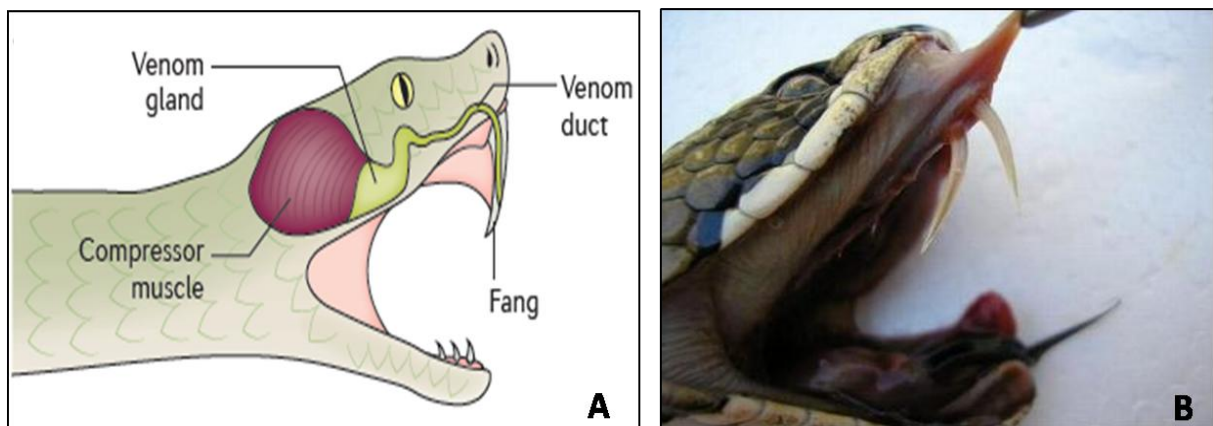 Venom
gland
Venom
duct
Compressor
muscle
Fang
A
B